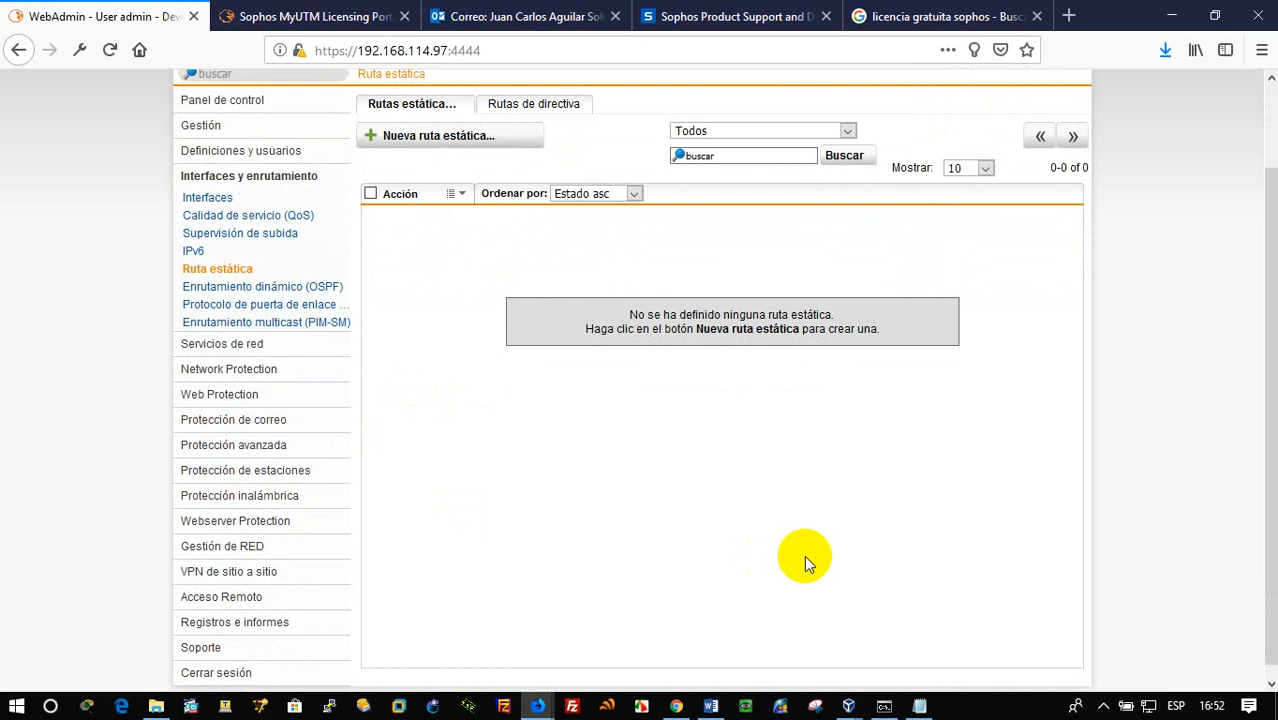 WebAdmin - User admin - Dev
Sophos MyUTM Licensing Port
Correo: Juan Carlos Aguilar Sol
Sophos Product Support and D
licencia gratuita sophos - Busca
https://192.168.114.97:4444
buscar
Ruta estática
Panel de control
Gestión
Definiciones y usuarios
Interfaces y enrutamiento
Interfaces
Calidad de servicio (QoS)
Supervisión de subida
IPv6
Ruta estática
Enrutamiento dinámico (OSPF)
Protocolo de puerta de enlace ...
Enrutamiento multicast (PIM-SM)
Servicios de red
Network Protection
Web Protection
Protección de correo
Protección avanzada
Protección de estaciones
Protección inalámbrica
Webserver Protection
Gestión de RED
VPN de sitio a sitio
Acceso Remoto
Registros e informes
Soporte
Cerrar sesión
Rutas estática…
Rutas de directiva
Nueva ruta estática...
Todos
buscar
Buscar
Mostrar: 10
0-0 of 0
Acción
Ordenar por: Estado asc
No se ha definido ninguna ruta estática.
Haga clic en el botón Nueva ruta estática para crear una.
ESP
16:52